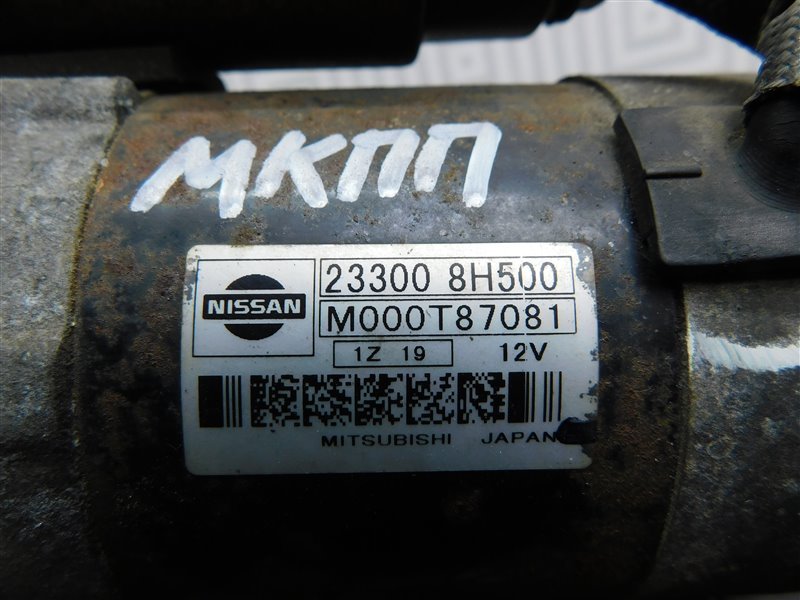 МКПП
NISSAN
23300 8H500
M000T87081
1Z 19 12V
MITSUBISHI JAPAN